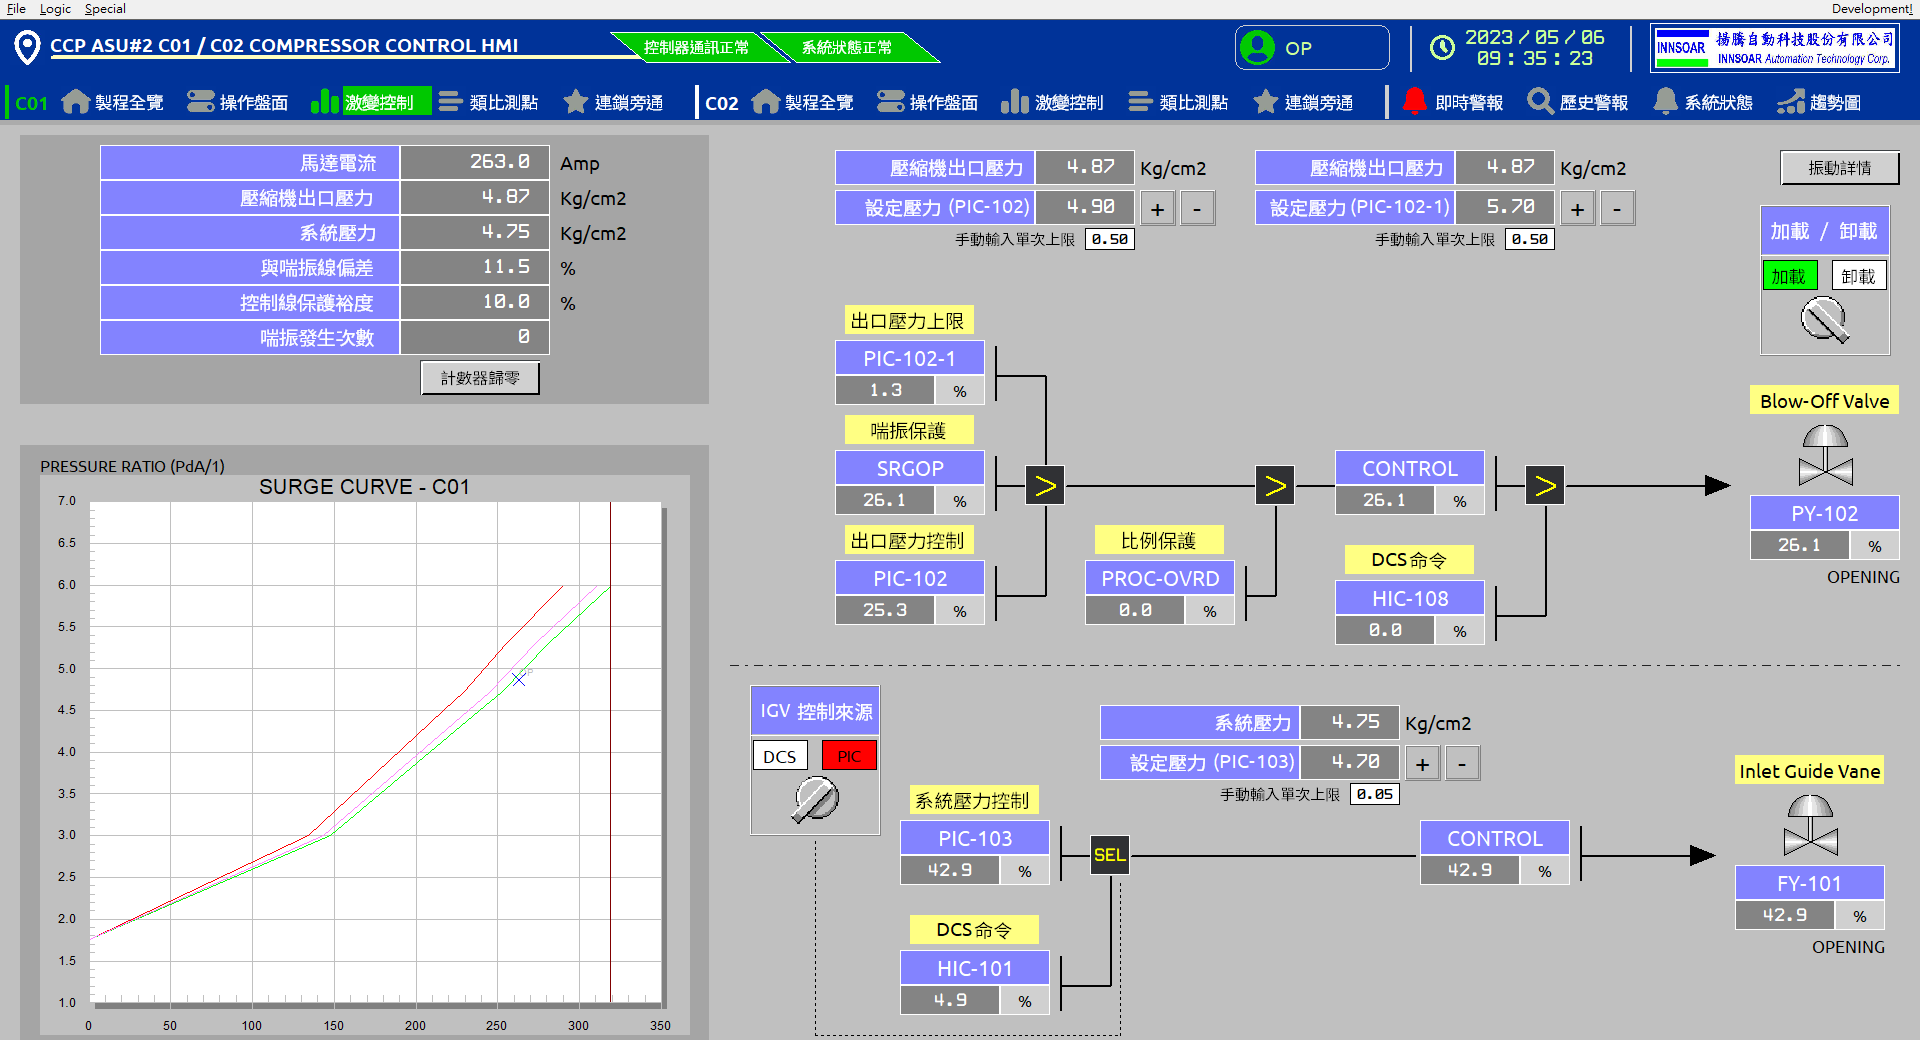 File Logic Special Development!
CCP ASU#2 C01 / C02 COMPRESSOR CONTROL HMI
控制器通訊正常 系統狀態正常
OP
2023/05/06
09:35:23
INNSOAR 揚騰自動科技股份有限公司
INNSOAR Automation Technology Corp.
C01 製程全覽 操作盤面 激變控制 類比測點 連鎖旁通 C02 製程全覽 操作盤面 激變控制 類比測點 連鎖旁通 即時警報 歷史警報 系統狀態 趨勢圖
馬達電流 263.0 Amp
壓縮機出口壓力 4.87 Kg/cm2
系統壓力 4.75 Kg/cm2
與喘振線偏差 11.5 %
控制線保護裕度 10.0 %
喘振發生次數 0
計數器歸零
壓縮機出口壓力 4.87 Kg/cm2
設定壓力 (PIC-102) 4.90 + -
手動輸入單次上限 0.50
壓縮機出口壓力 4.87 Kg/cm2
設定壓力 (PIC-102-1) 5.70 + -
手動輸入單次上限 0.50
振動詳情
加載 / 卸載
加載 卸載
出口壓力上限
PIC-102-1
1.3 %
喘振保護
SRGOP
26.1 %
出口壓力控制
PIC-102
25.3 %
>
比例保護
PROC-OVRD
0.0 %
>
CONTROL
26.1 %
DCS命令
HIC-108
0.0 %
>
Blow-Off Valve
PY-102
26.1 %
OPENING
PRESSURE RATIO (PdA/1)
SURGE CURVE - C01
7.0
6.5
6.0
5.5
5.0
4.5
4.0
3.5
3.0
2.5
2.0
1.5
1.0
0 50 100 150 200 250 300 350
P
IGV 控制來源
DCS PIC
系統壓力 4.75 Kg/cm2
設定壓力 (PIC-103) 4.70 + -
手動輸入單次上限 0.05
系統壓力控制
PIC-103
42.9 %
SEL
DCS命令
HIC-101
4.9 %
CONTROL
42.9 %
Inlet Guide Vane
FY-101
42.9 %
OPENING